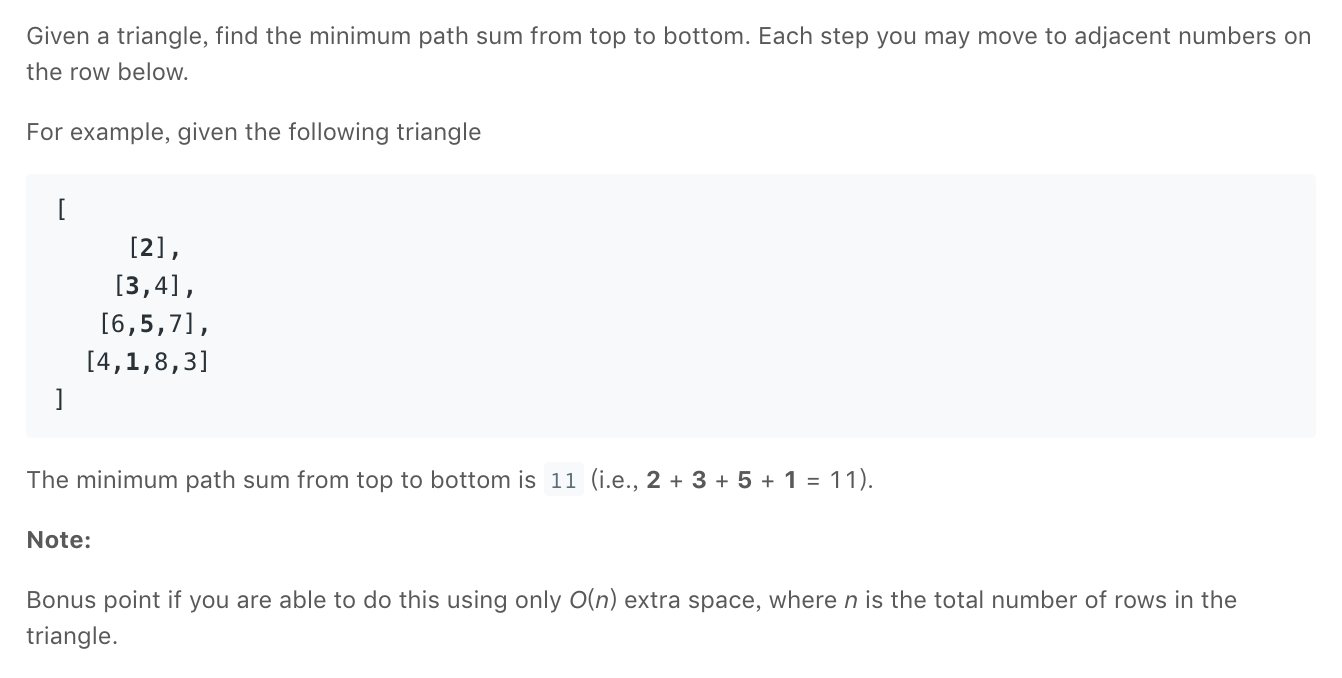 Given a triangle, find the minimum path sum from top to bottom. Each step you may move to adjacent numbers on
the row below.
For example, given the following triangle
[
[2],
[3,4],
[6,5,7],
[4,1,8,3]
]
The minimum path sum from top to bottom is 11 (i.e., 2 + 3 + 5 + 1 = 11).
Note:
Bonus point if you are able to do this using only O(n) extra space, where n is the total number of rows in the
triangle.